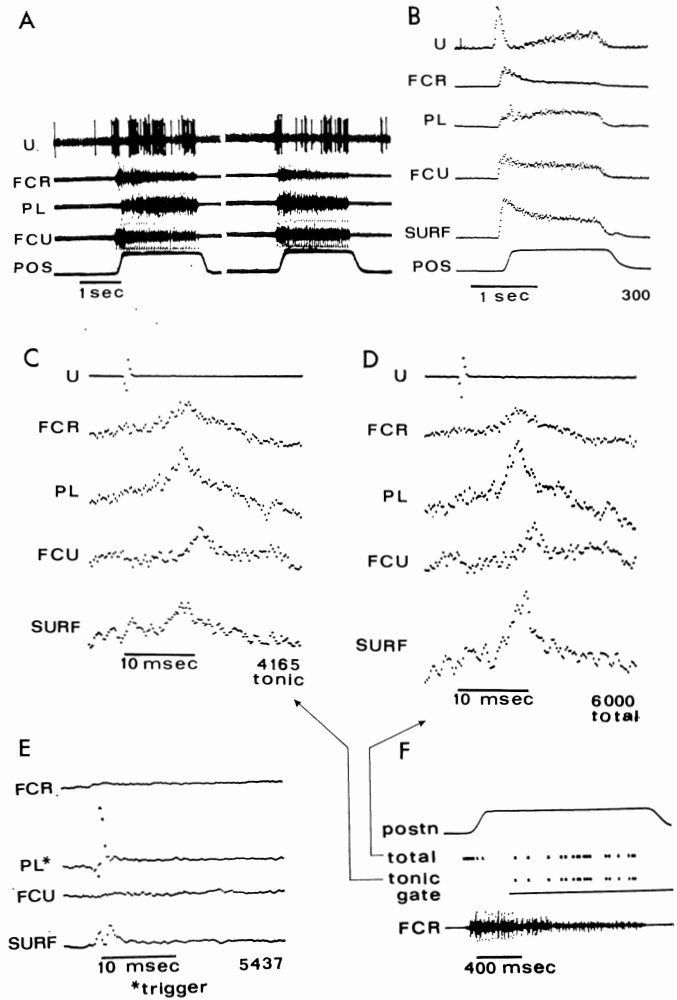 A
U.
FCR
PL
FCU
POS
1 sec
B
U
FCR
PL
FCU
SURF
POS
1 sec
300
C
U
FCR
PL
FCU
SURF
10 msec
4165
tonic
D
U
FCR
PL
FCU
SURF
10 msec
6000
total
E
FCR
PL*
FCU
SURF
10 msec
5437
*trigger
F
postn
total
tonic
gate
FCR
400 msec